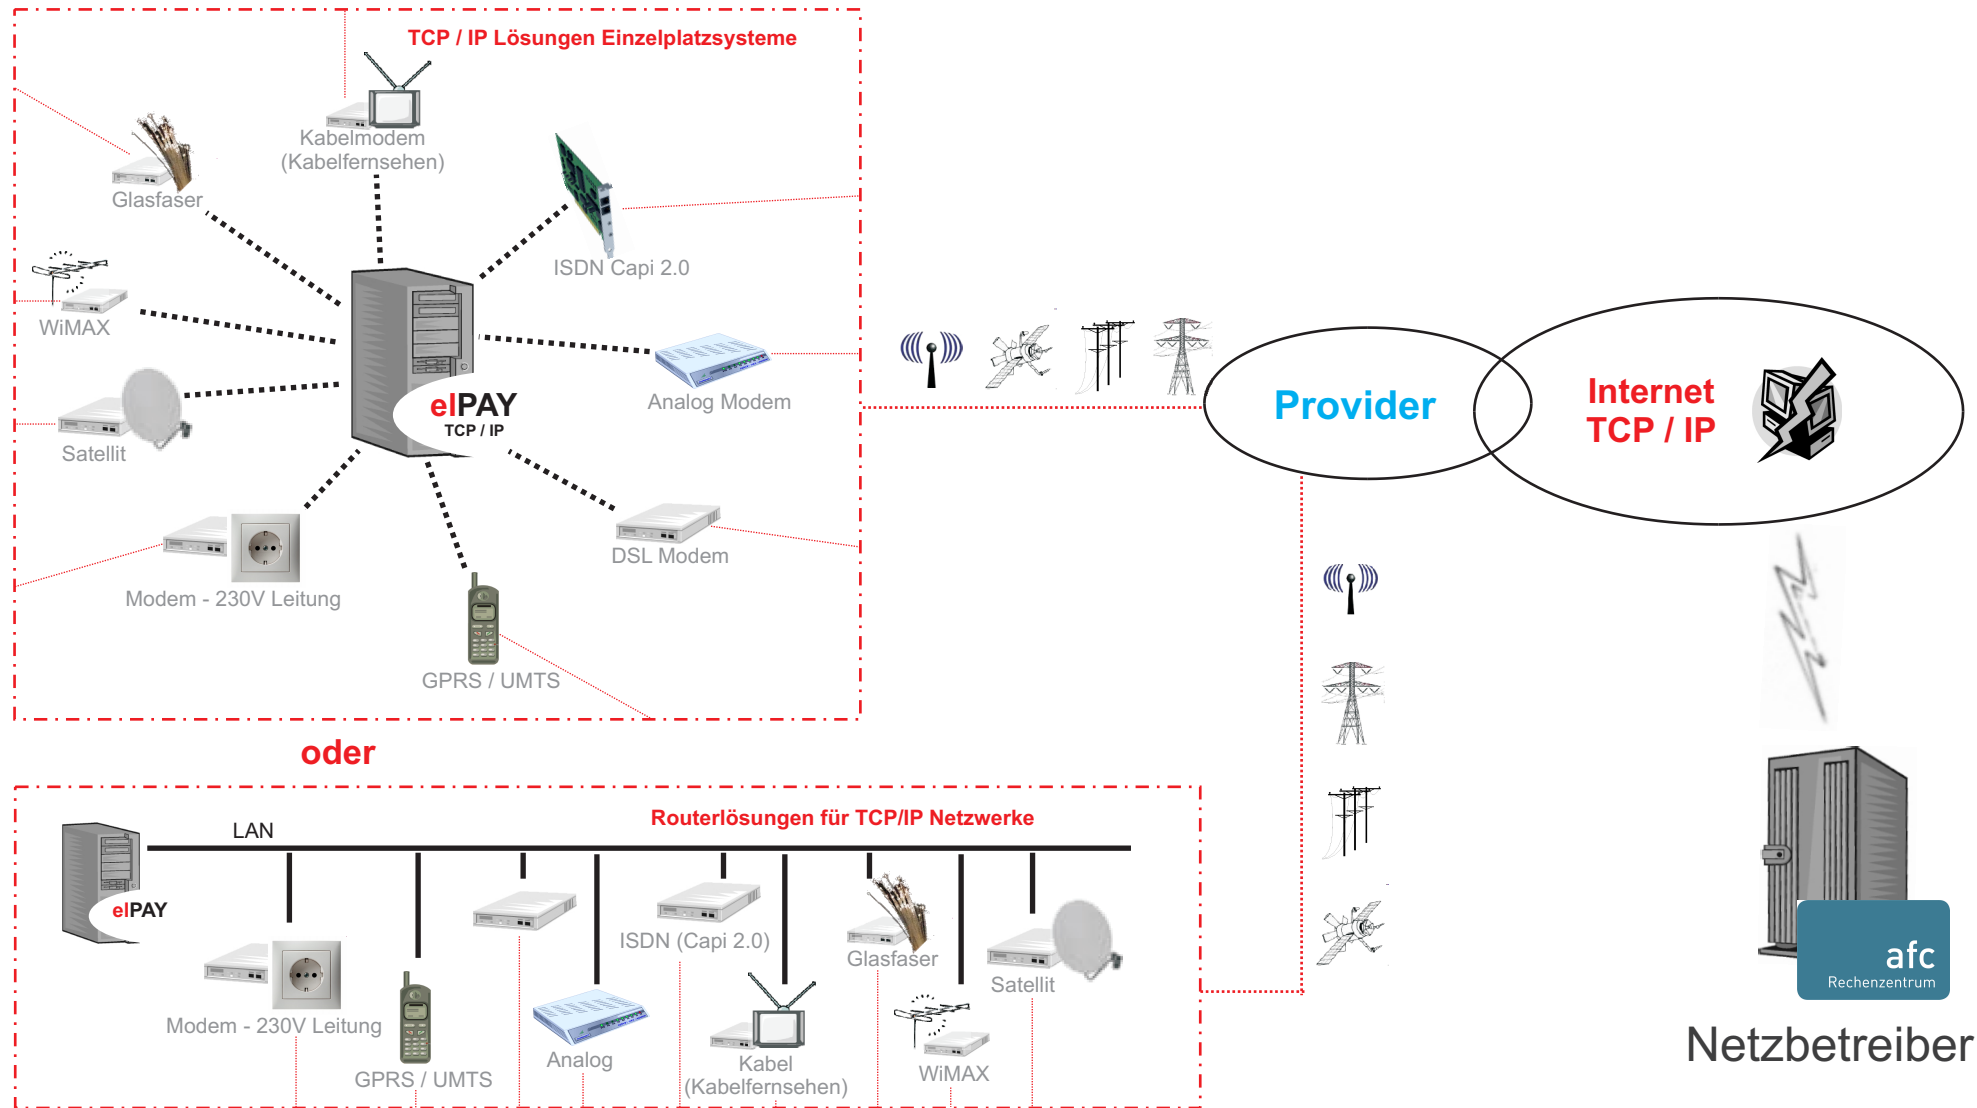 TCP / IP Lösungen Einzelplatzsysteme
Kabelmodem
(Kabelfernsehen)
Glasfaser
ISDN Capi 2.0
WiMAX
Analog Modem
elPAY
TCP / IP
Satellit
DSL Modem
Modem - 230V Leitung
GPRS / UMTS
Provider
Internet
TCP / IP
oder
Routerlösungen für TCP/IP Netzwerke
LAN
elPAY
ISDN (Capi 2.0)
Glasfaser
Satellit
Modem - 230V Leitung
GPRS / UMTS
Analog
Kabel
(Kabelfernsehen)
WiMAX
afc
Rechenzentrum
Netzbetreiber